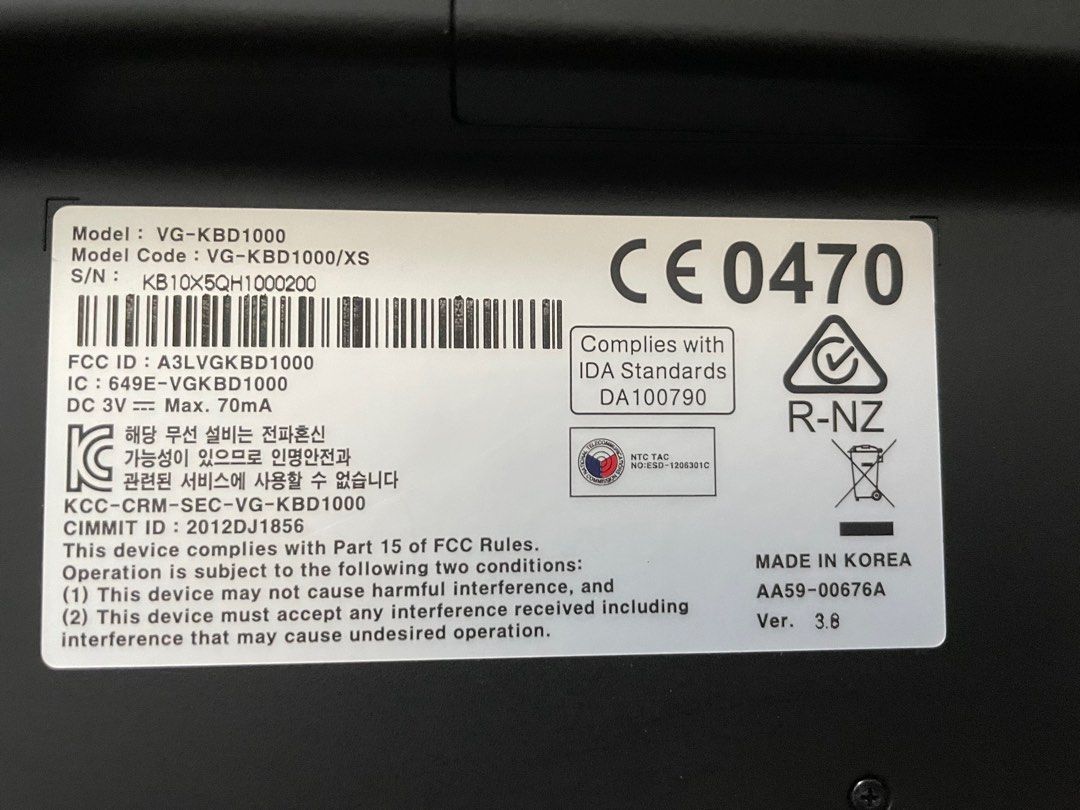 Model : VG-KBD1000
Model Code : VG-KBD1000/XS
S/N : KB10X5QH1000200
FCC ID : A3LVGKBD1000
IC : 649E-VGKBD1000
DC 3V ⎓ Max. 70mA
해당 무선 설비는 전파혼신
가능성이 있으므로 인명안전과
관련된 서비스에 사용할 수 없습니다
KCC-CRM-SEC-VG-KBD1000
CIMMIT ID : 2012DJ1856
This device complies with Part 15 of FCC Rules.
Operation is subject to the following two conditions:
(1) This device may not cause harmful interference, and
(2) This device must accept any interference received including
interference that may cause undesired operation.
CE 0470
Complies with
IDA Standards
DA100790
R-NZ
NTC TAC
NO:ESD-1206301C
MADE IN KOREA
AA59-00676A
Ver. 3.8